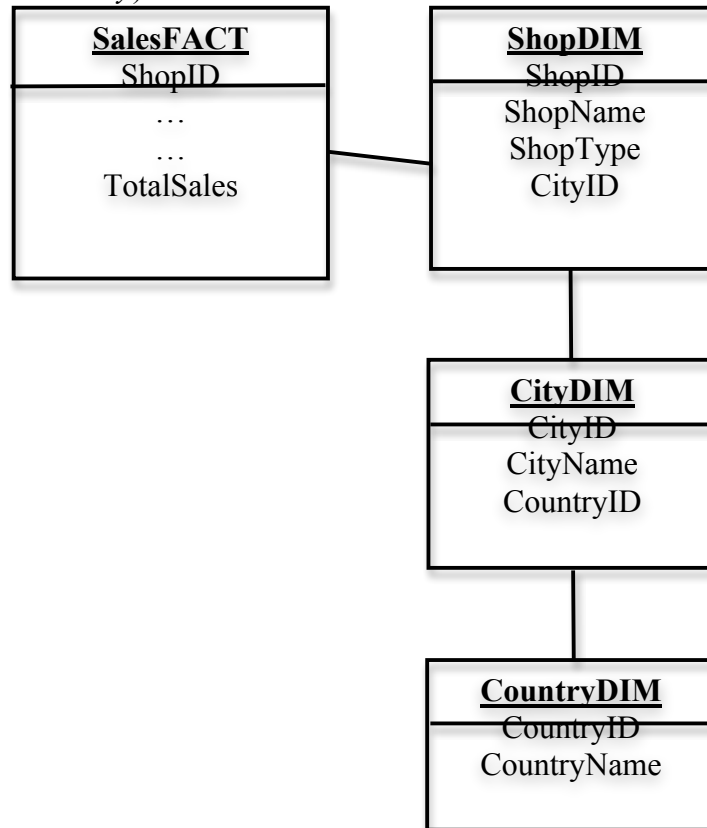 SalesFACT
ShopID
…
…
TotalSales
ShopDIM
ShopID
ShopName
ShopType
CityID
CityDIM
CityID
CityName
CountryID
CountryDIM
CountryID
CountryName